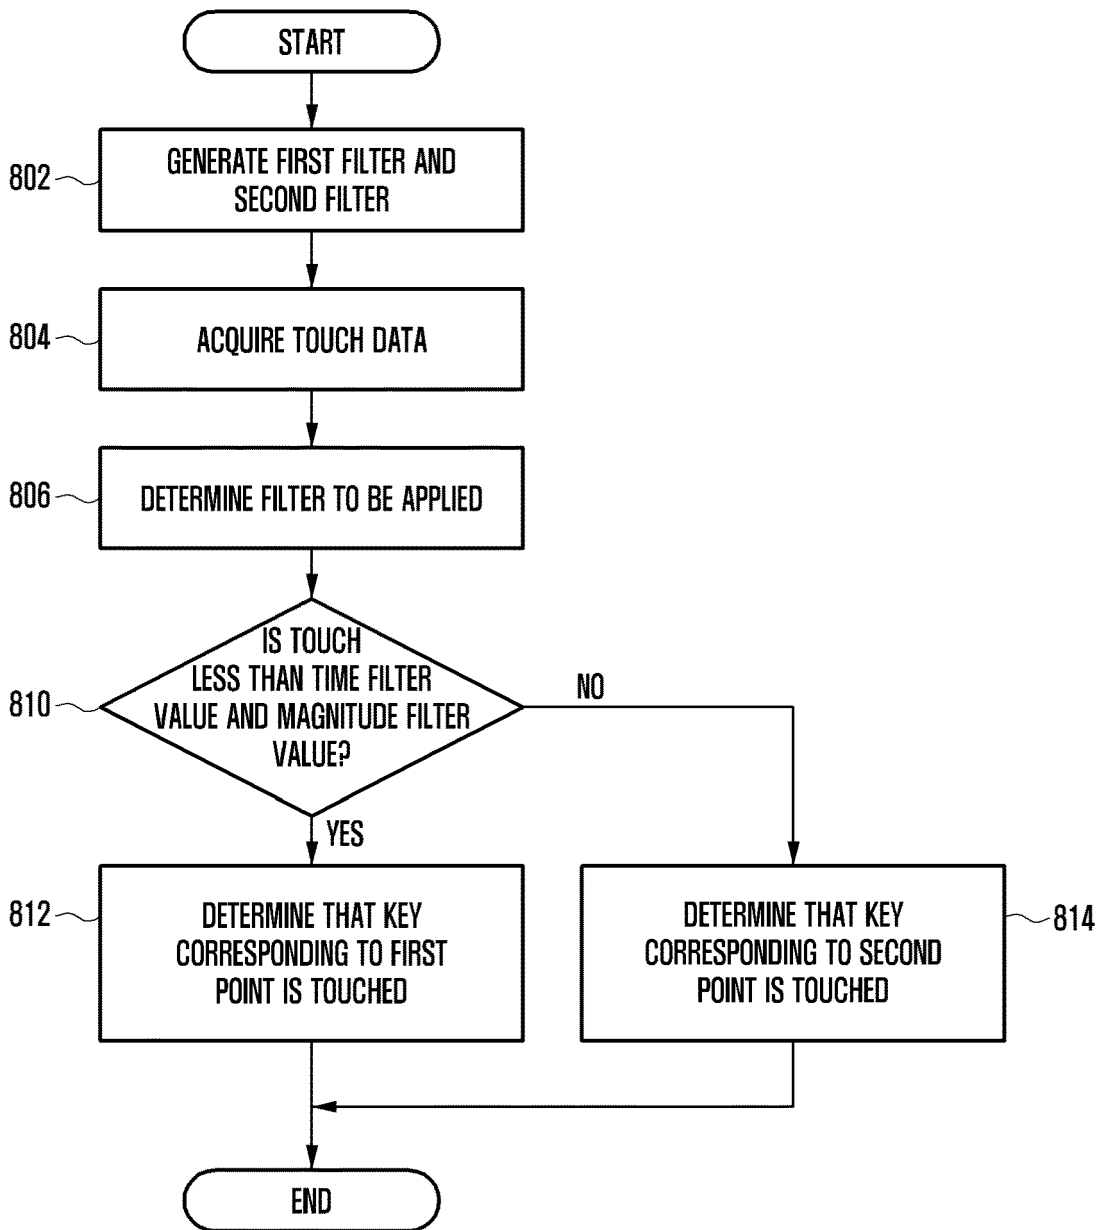 START
802
GENERATE FIRST FILTER AND
SECOND FILTER
804
ACQUIRE TOUCH DATA
806
DETERMINE FILTER TO BE APPLIED
810
IS TOUCH
LESS THAN TIME FILTER
VALUE AND MAGNITUDE FILTER
VALUE?
NO
YES
812
DETERMINE THAT KEY
CORRESPONDING TO FIRST
POINT IS TOUCHED
DETERMINE THAT KEY
CORRESPONDING TO SECOND
POINT IS TOUCHED
814
END